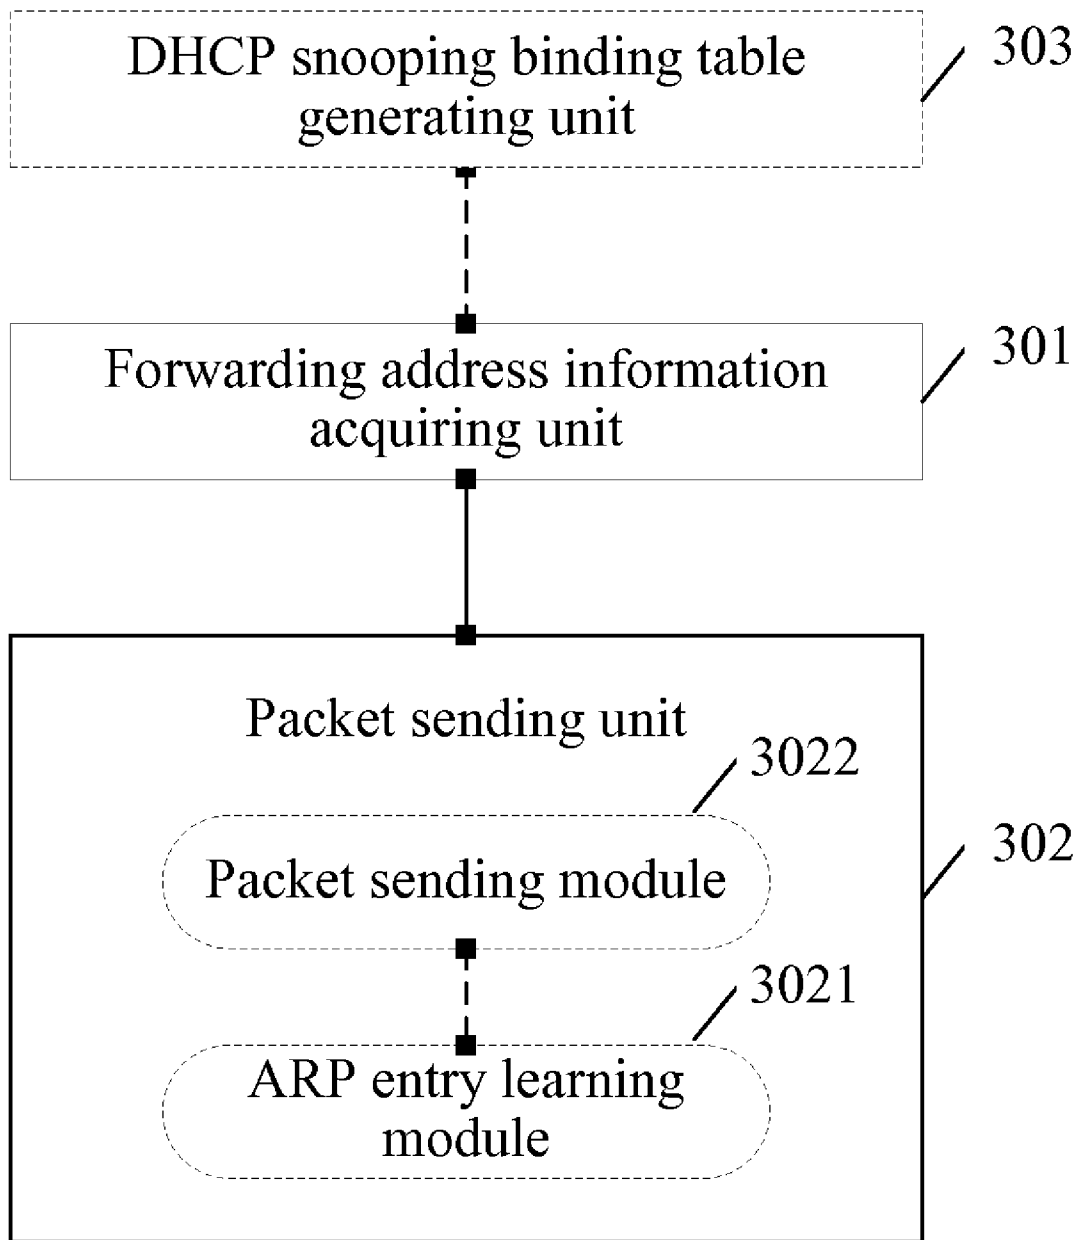 DHCP snooping binding table
generating unit
303
Forwarding address information
acquiring unit
301
Packet sending unit
3022
Packet sending module
302
3021
ARP entry learning
module